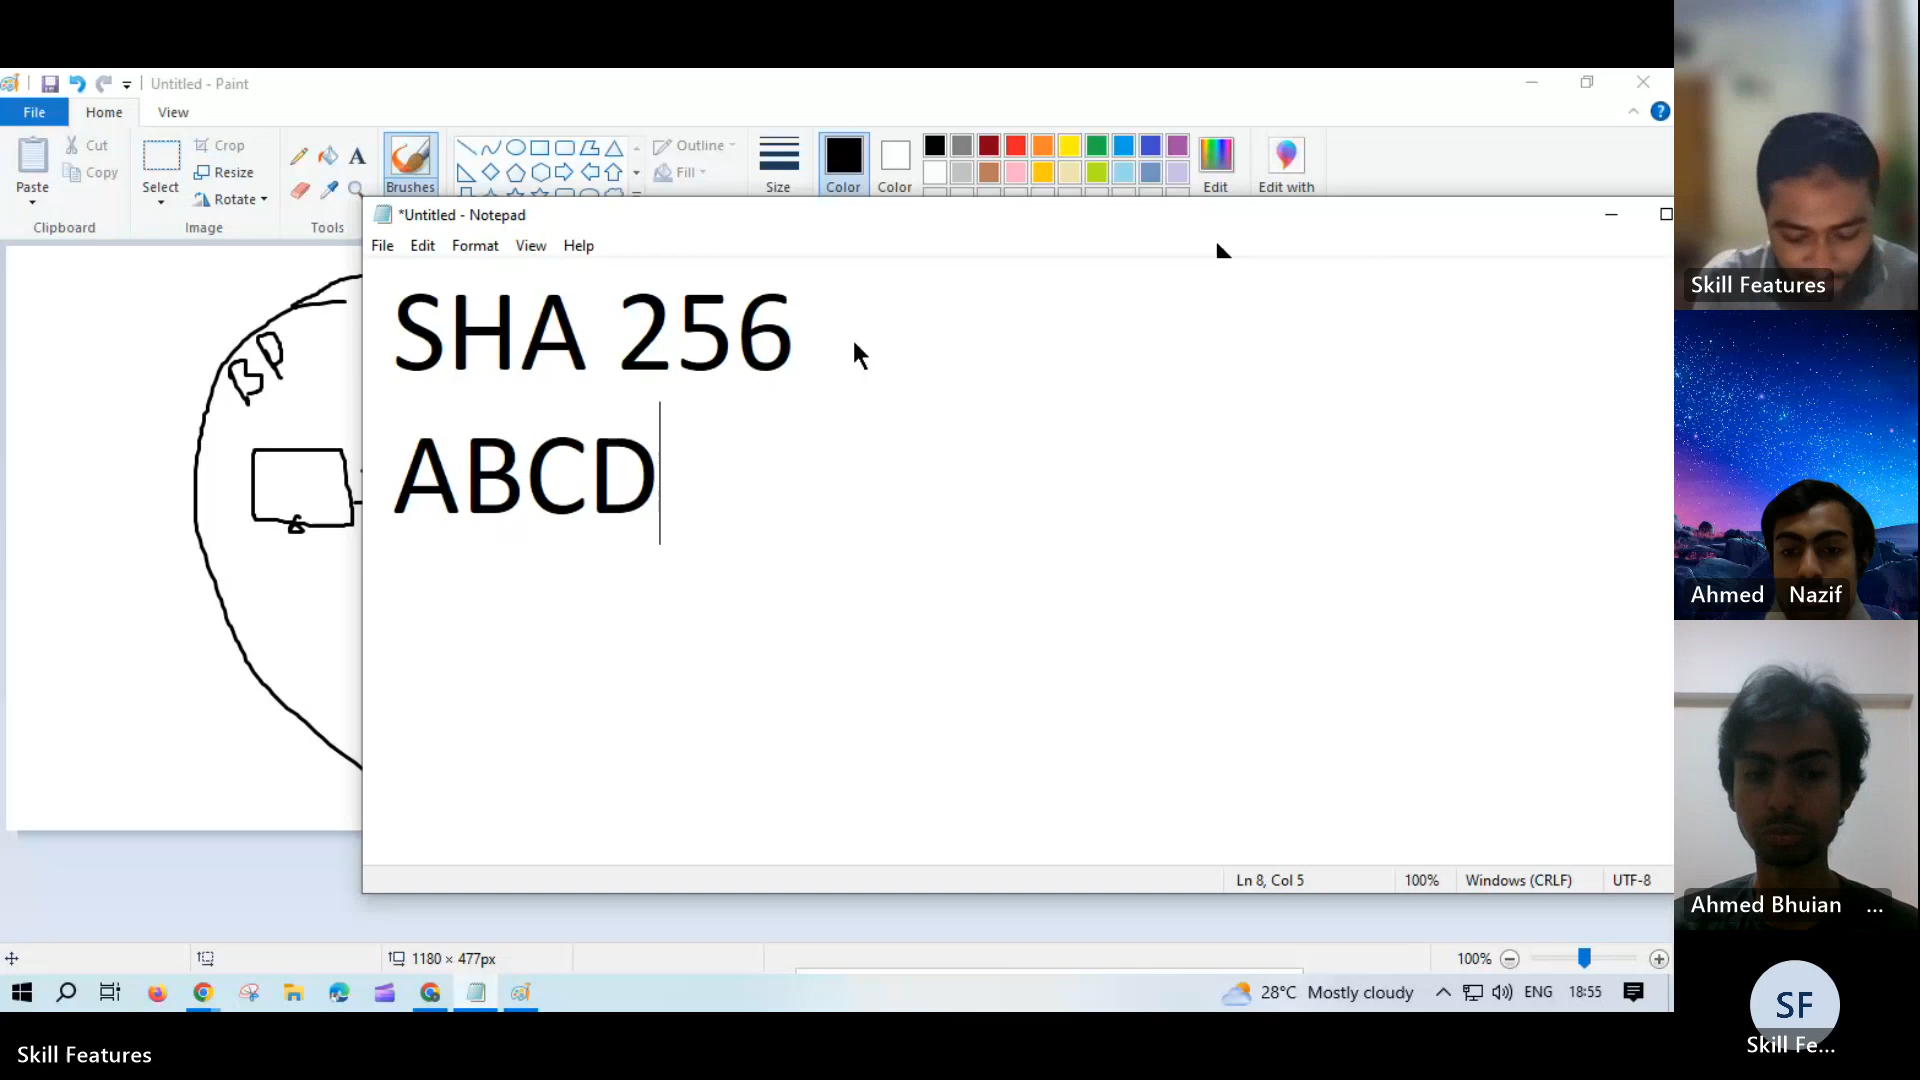 Untitled - Paint
File Home View
Cut
Copy
Paste
Clipboard
Select
Crop
Resize
Rotate
Image
Tools
Brushes
Outline
Fill
Size
Color
Color
Edit
Edit with
*Untitled - Notepad
File Edit Format View Help
SHA 256
ABCD
BD
Ln 8, Col 5
100%
Windows (CRLF)
UTF-8
1180 × 477px
100%
28°C Mostly cloudy
ENG
18:55
Skill Features
Ahmed Nazif
Ahmed Bhuian ...
SF
Skill Fe...
Skill Features